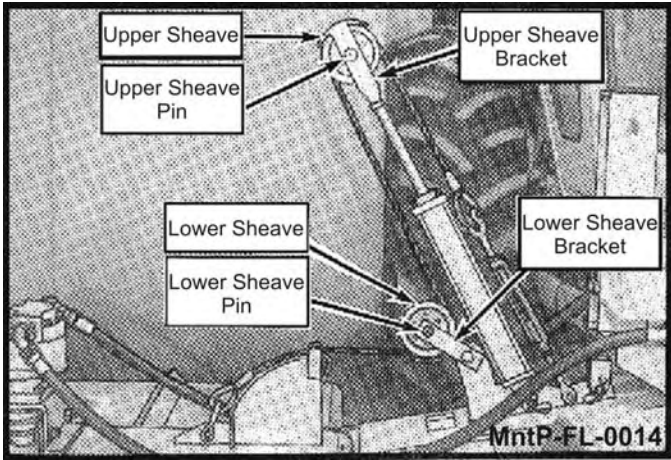 Upper Sheave
Upper Sheave
Pin
Upper Sheave
Bracket
Lower Sheave
Lower Sheave
Pin
Lower Sheave
Bracket
MntP-FL-0014